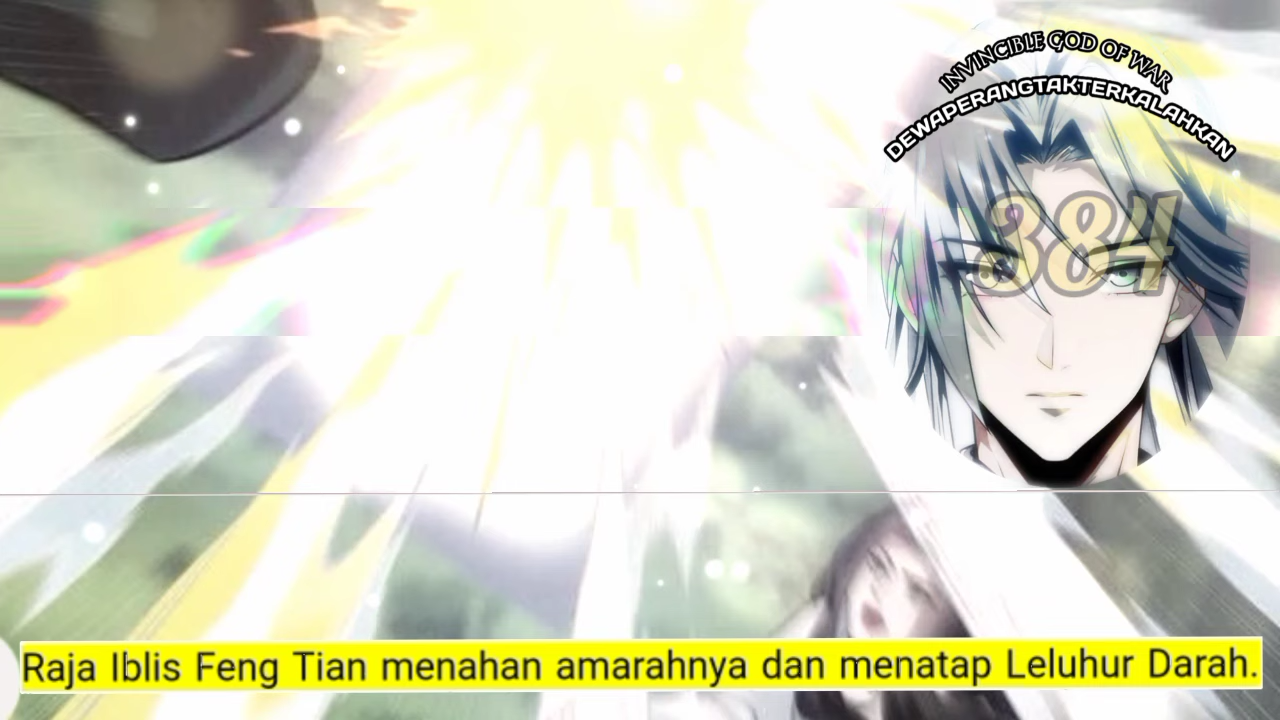 INVINCIBLE GOD OF WAR
DEWAPERANGTAKTERKALAHKAN
384
Raja Iblis Feng Tian menahan amarahnya dan menatap Leluhur Darah.